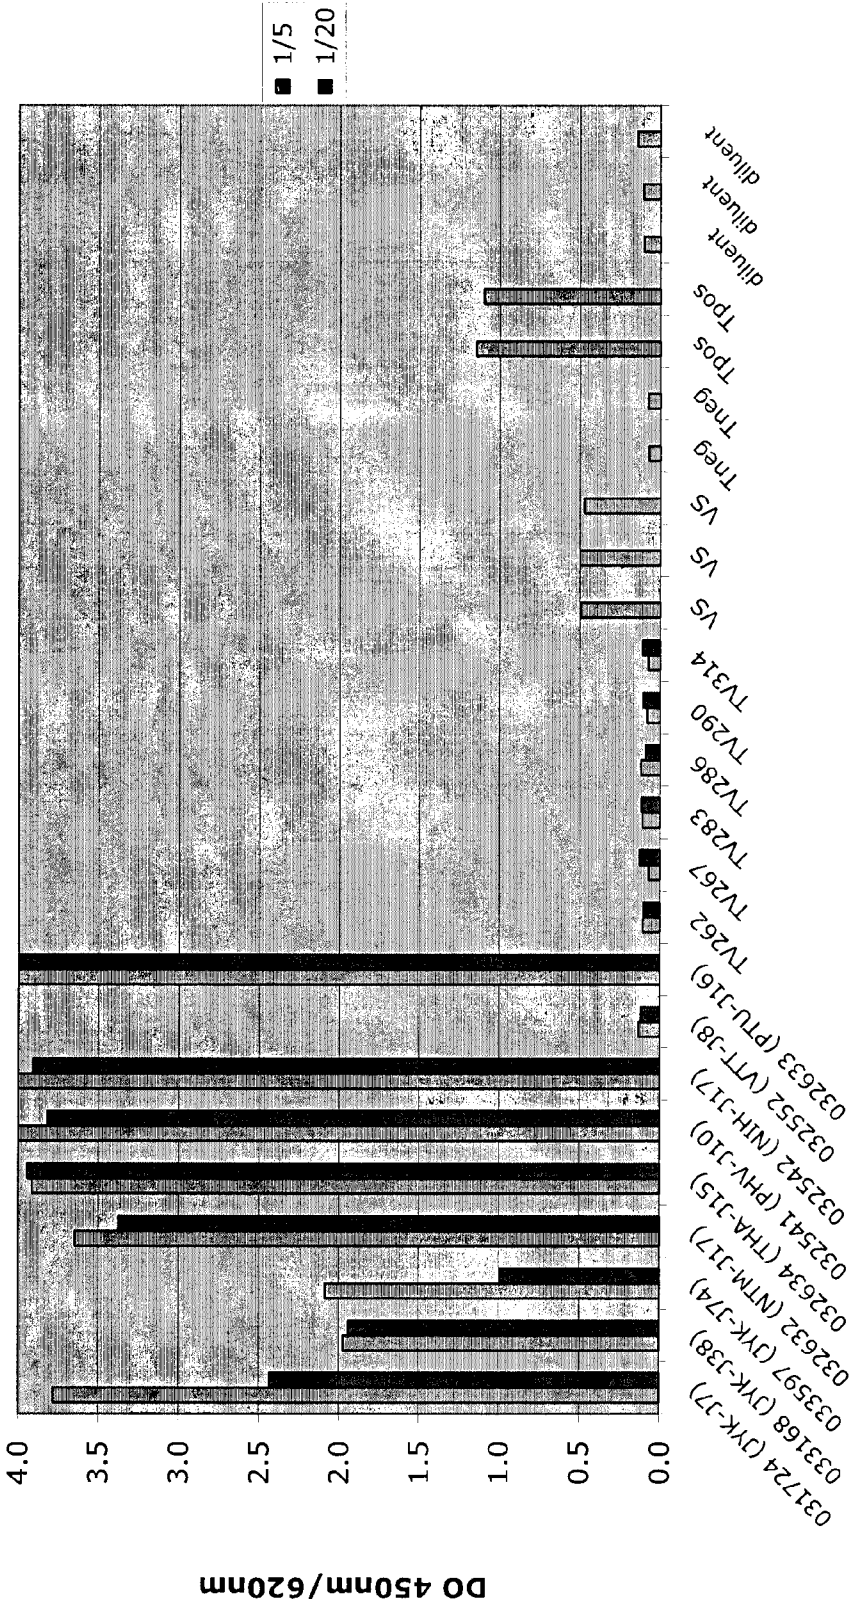 DO 450nm/620nm
4.0
3.5
3.0
2.5
2.0
1.5
1.0
0.5
0.0
031724 (JYK-J7)
033168 (JYK-J38)
033597 (JYK-J74)
032632 (NTM-J17)
032634 (THA-J15)
032541 (PHV-J10)
032542 (NIH-J17)
032552 (VTT-J8)
032633 (PTU-J16)
TV262
TV267
TV283
TV286
TV290
TV314
VS
VS
VS
Tneg
Tneg
Tpos
Tpos
diluent
diluent
diluent
1/5
1/20